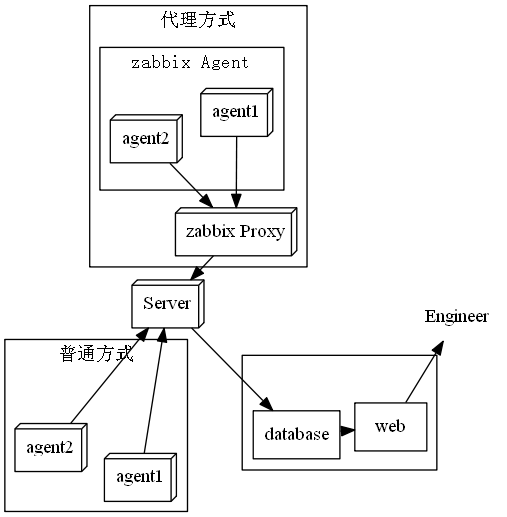 代理方式
zabbix Agent
agent1
agent2
zabbix Proxy
Server
Engineer
普通方式
agent2
agent1
database
web